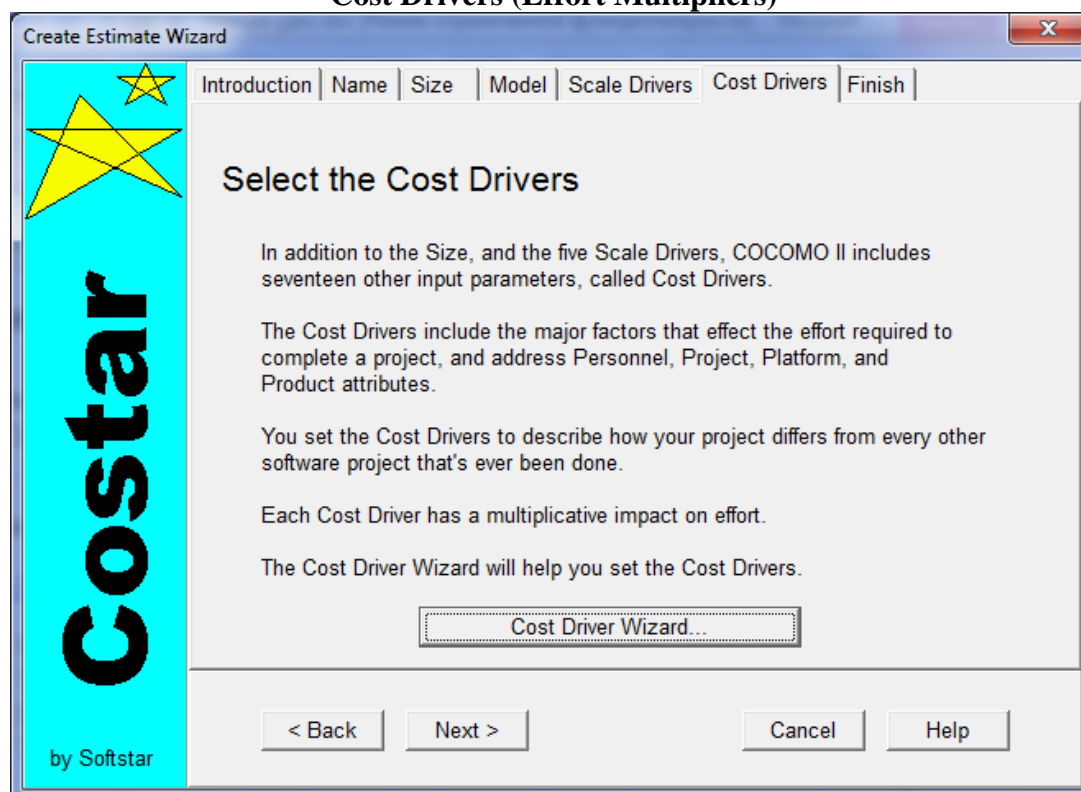 Cost Drivers (Effort Multipliers)
Create Estimate Wizard
Introduction Name Size Model Scale Drivers Cost Drivers Finish
Select the Cost Drivers
In addition to the Size, and the five Scale Drivers, COCOMO II includes
seventeen other input parameters, called Cost Drivers.
The Cost Drivers include the major factors that effect the effort required to
complete a project, and address Personnel, Project, Platform, and
Product attributes.
You set the Cost Drivers to describe how your project differs from every other
software project that's ever been done.
Each Cost Driver has a multiplicative impact on effort.
The Cost Driver Wizard will help you set the Cost Drivers.
Cost Driver Wizard...
< Back Next > Cancel Help
Costar
by Softstar